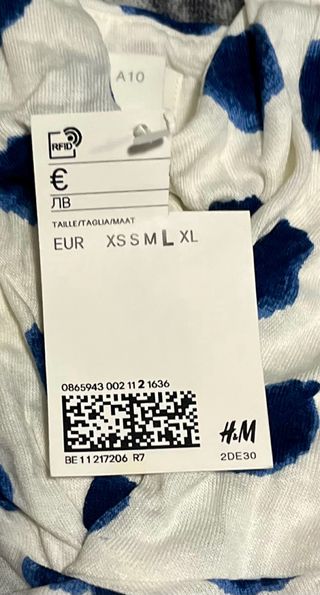 A10
RFID
€
ЛВ
TAILLE/TAGLIA/MAAT
EUR XS S M L XL
0865943 002 11 2 1636
H&M
BE 11 217206 R7
2DE30